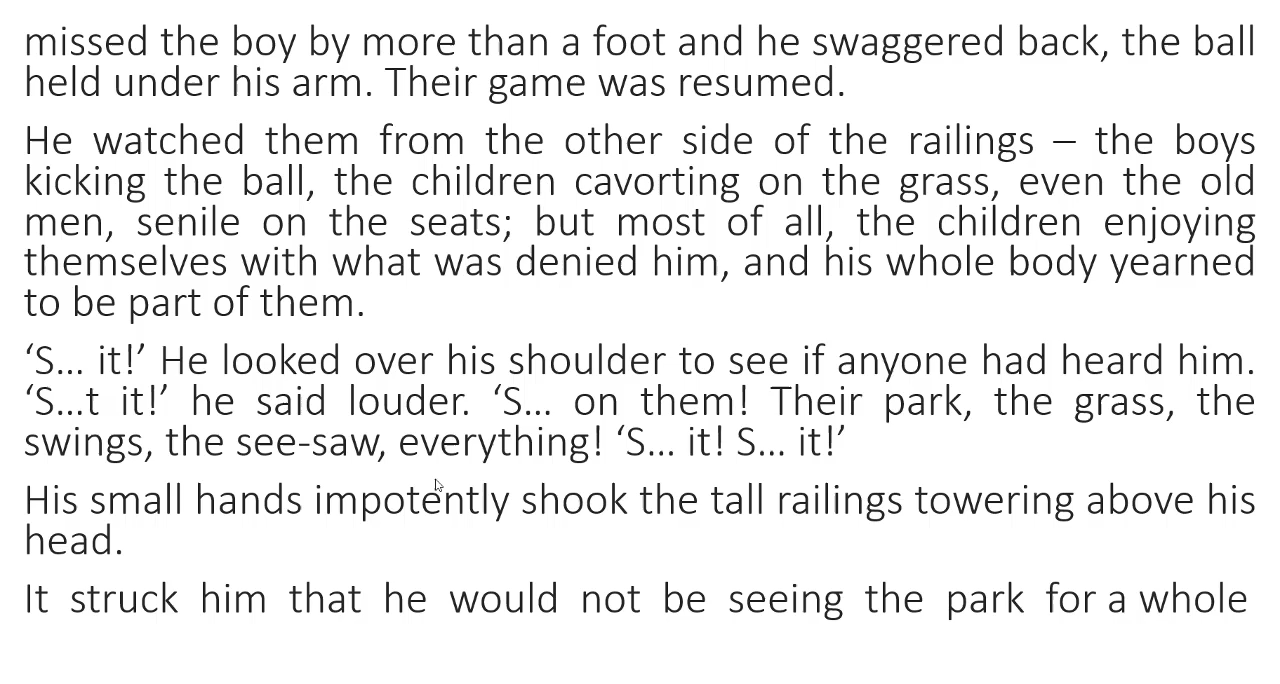 missed the boy by more than a foot and he swaggered back, the ball
held under his arm. Their game was resumed.
He watched them from the other side of the railings – the boys
kicking the ball, the children cavorting on the grass, even the old
men, senile on the seats; but most of all, the children enjoying
themselves with what was denied him, and his whole body yearned
to be part of them.
‘S... it!’ He looked over his shoulder to see if anyone had heard him.
‘S...t it!’ he said louder. ‘S... on them! Their park, the grass, the
swings, the see-saw, everything! ‘S... it! S... it!’
His small hands impotently shook the tall railings towering above his
head.
It struck him that he would not be seeing the park for a whole